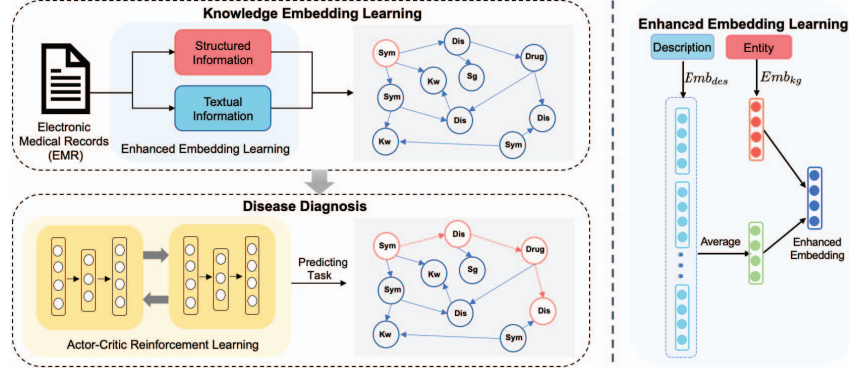 Knowledge Embedding Learning
Structured
Information
Textual
Information
Electronic
Medical Records
(EMR)
Enhanced Embedding Learning
Sym
Dis
Drug
Kw
Sg
Sym
Dis
Dis
Kw
Sym
Disease Diagnosis
Actor-Critic Reinforcement Learning
Predicting
Task
Sym
Dis
Drug
Kw
Sg
Sym
Dis
Dis
Kw
Sym
Enhanced Embedding Learning
Description
Entity
Emb_des
Emb_kg
Average
Enhanced
Embedding